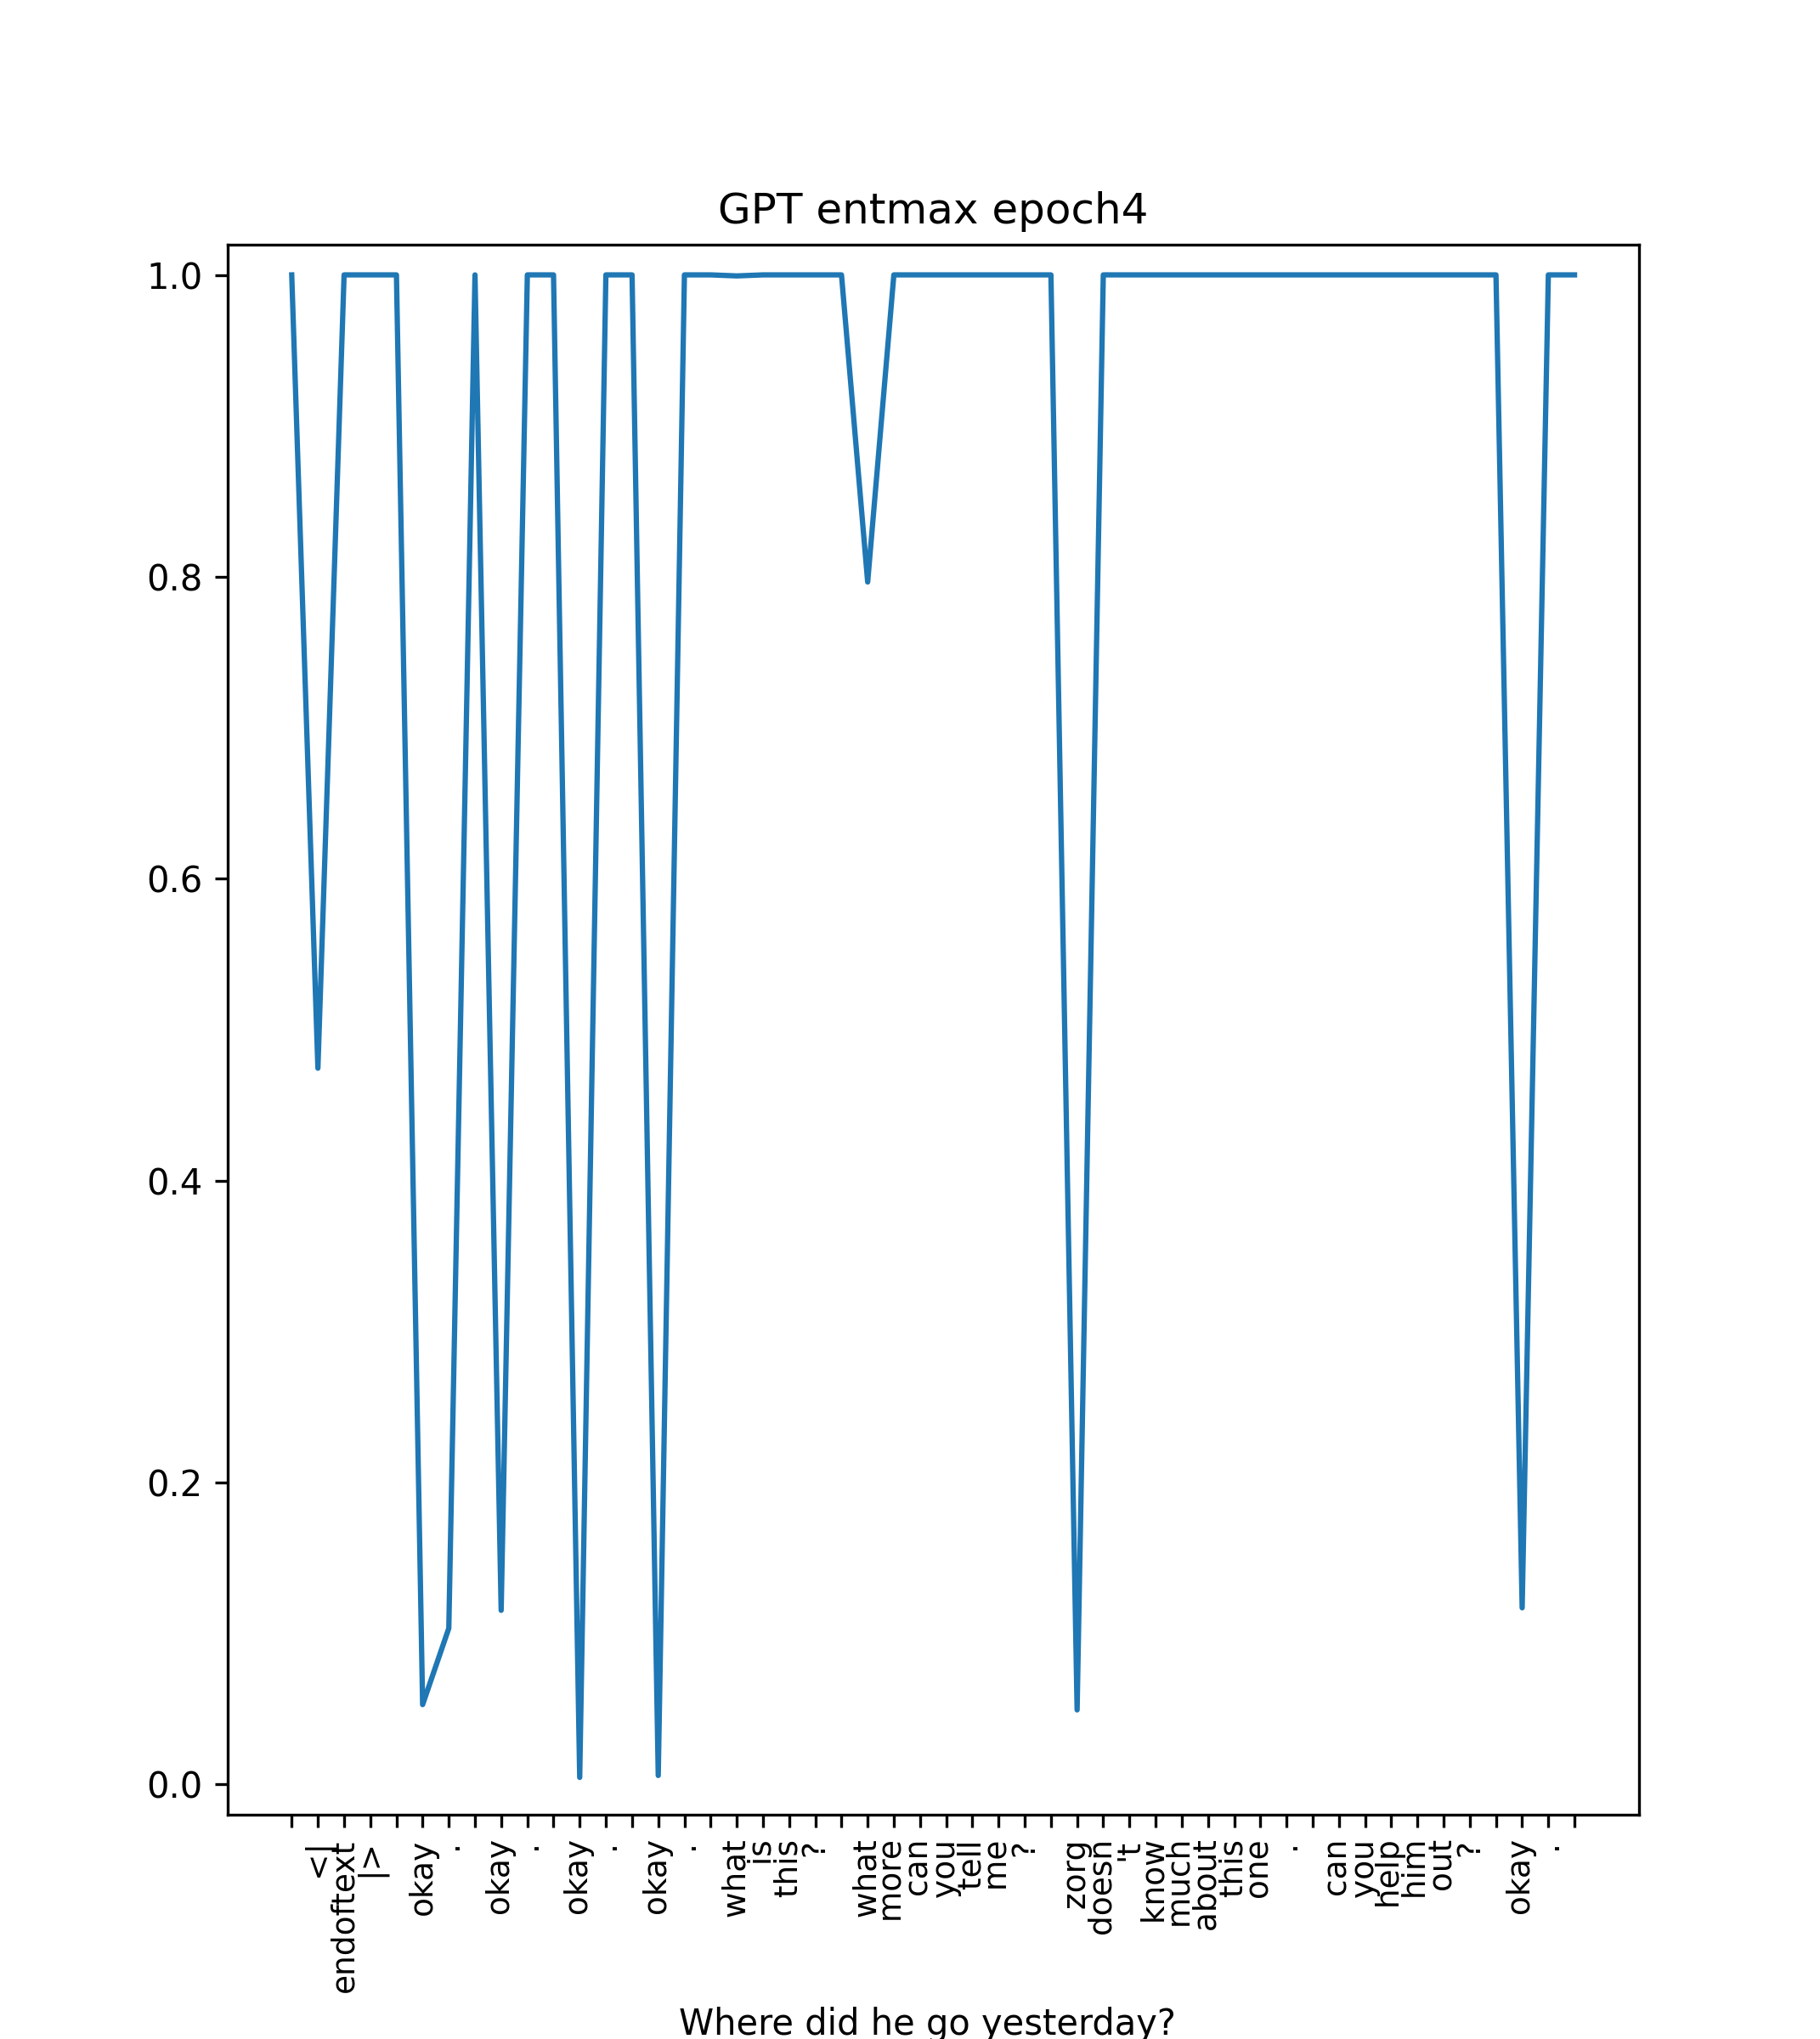 GPT entmax epoch4
1.0
0.8
0.6
0.4
0.2
0.0
<|
endoftext
|>
okay
.
okay
.
okay
.
okay
.
what
is
this
?
what
more
can
you
tell
me
?
zorg
doesn
't
know
much
about
this
one
.
can
you
help
him
out
?
okay
.
Where did he go yesterday?